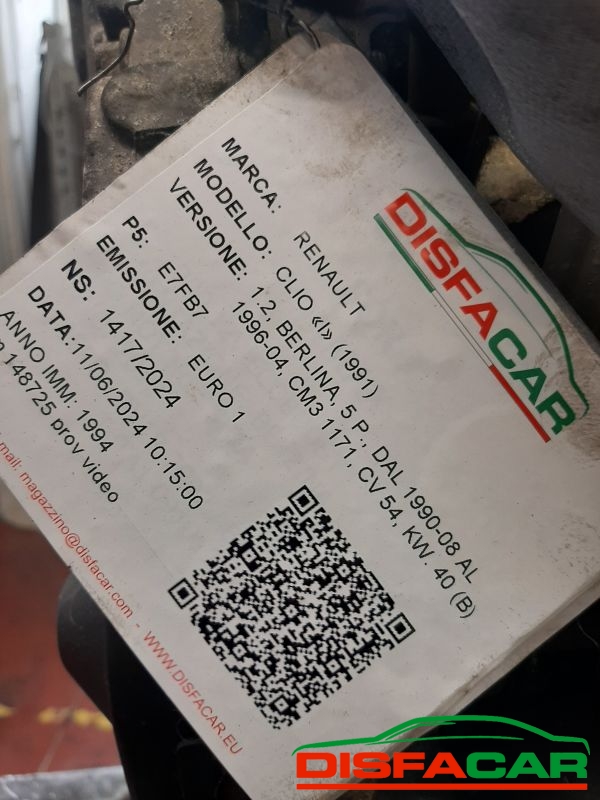 DISFACAR
MARCA: RENAULT
MODELLO: CLIO «I» (1991)
VERSIONE: 1.2, BERLINA, 5 P., DAL 1990-08 AL
1996-04, CM3 1171, CV 54, KW. 40 (B)
P5: E7FB7
EMISSIONE: EURO 1
NS: 1417/2024
DATA:11/06/2024 10:15:00
ANNO IMM: 1994
148725 prov video
mail: magazzino@disfacar.com - WWW.DISFACAR.EU
DISFACAR